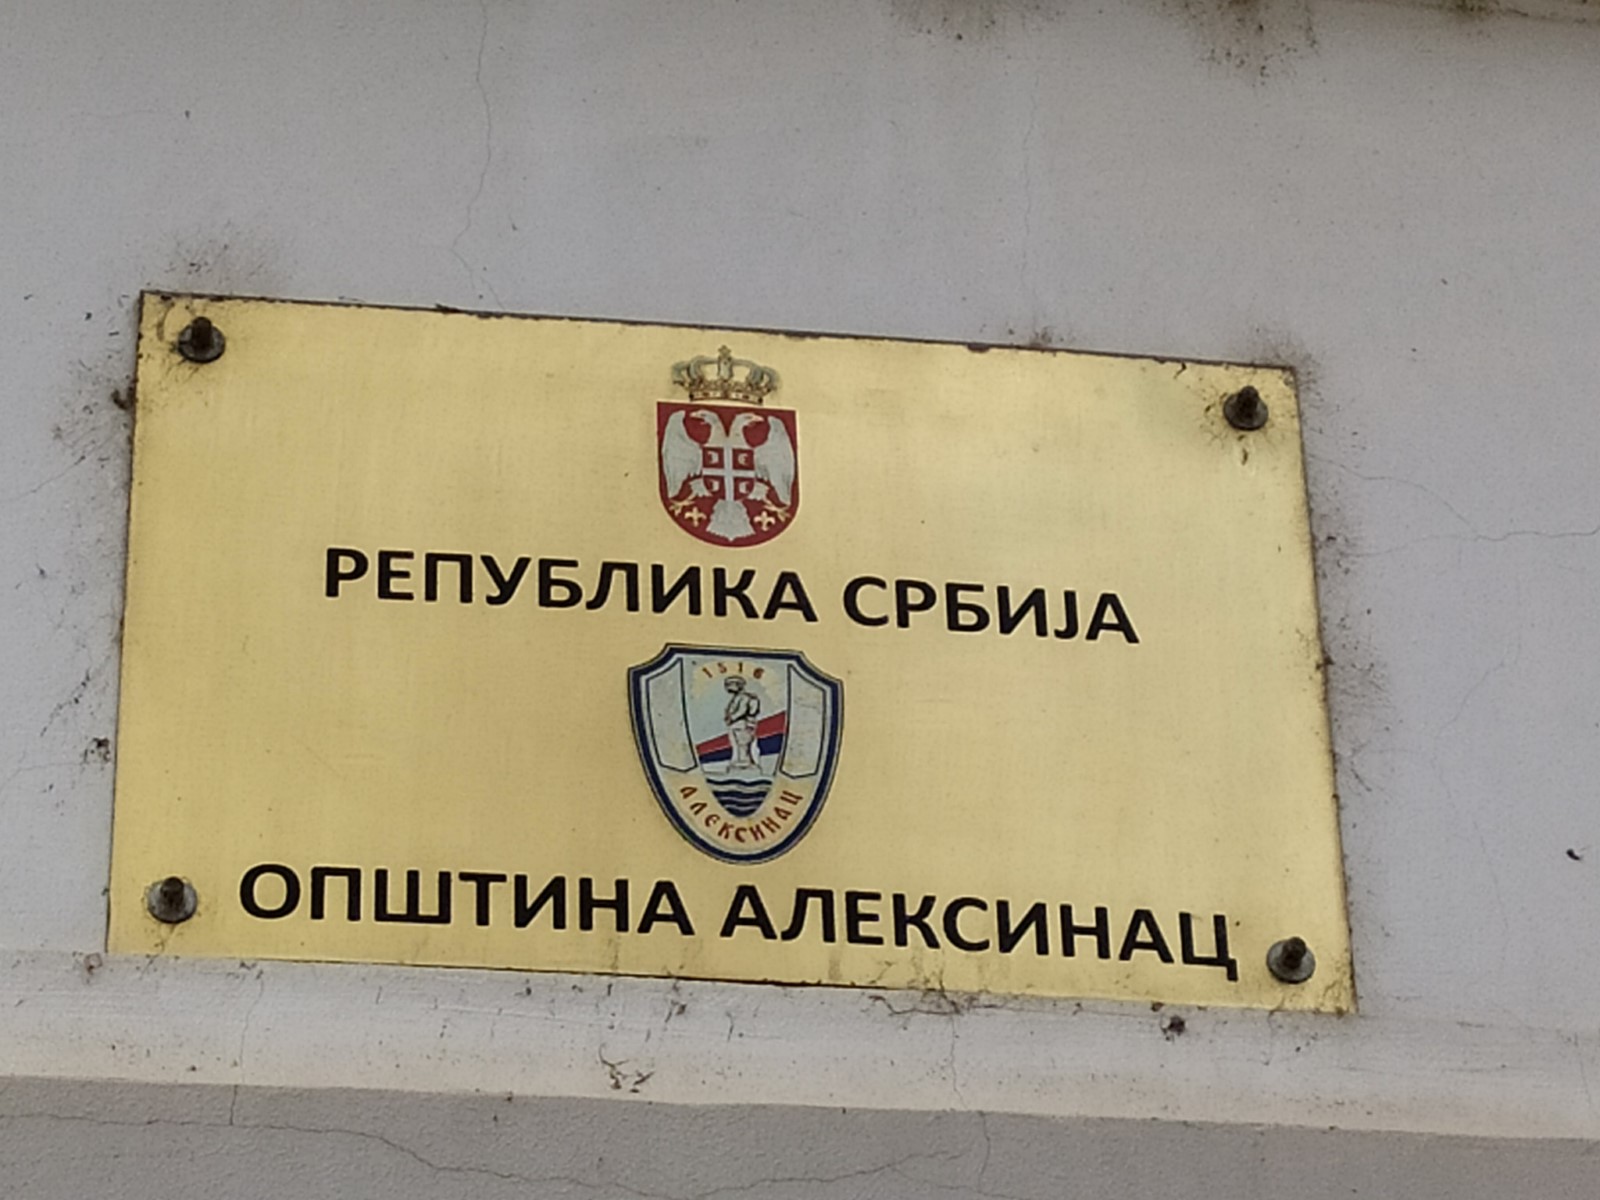 РЕПУБЛИКА СРБИЈА
1516
АЛЕКСИНАЦ
ОПШТИНА АЛЕКСИНАЦ